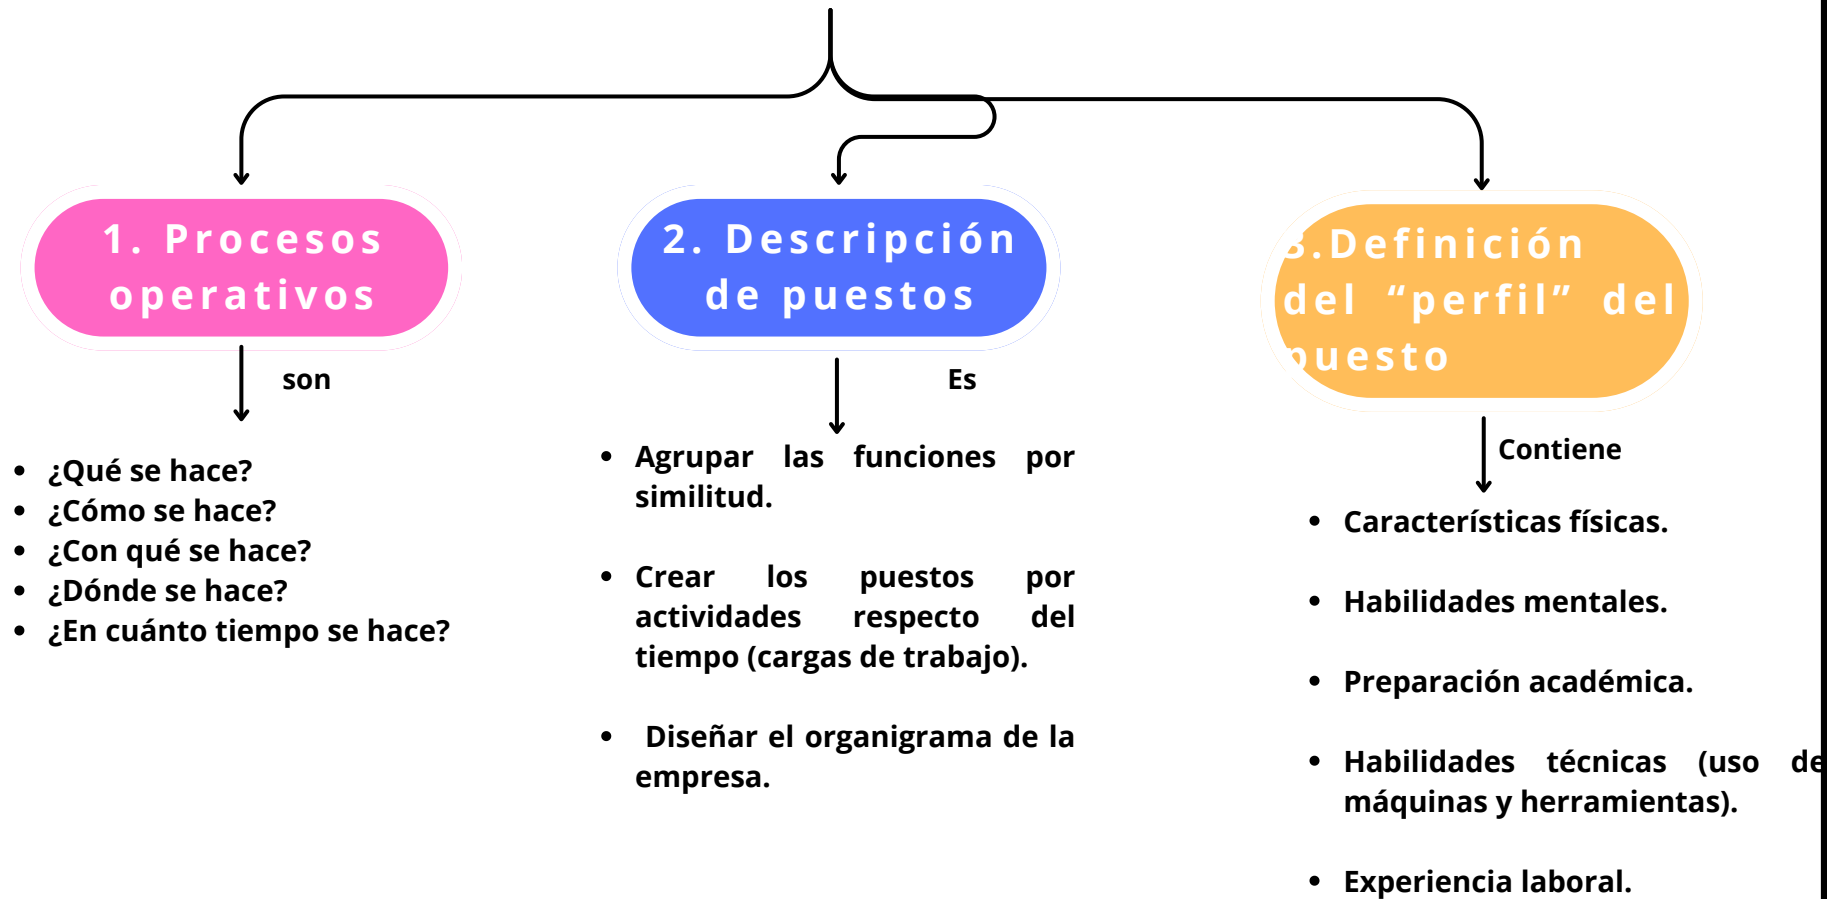 1. Procesos
operativos
son
• ¿Qué se hace?
• ¿Cómo se hace?
• ¿Con qué se hace?
• ¿Dónde se hace?
• ¿En cuánto tiempo se hace?
2. Descripción
de puestos
Es
• Agrupar las funciones por
similitud.
• Crear los puestos por
actividades respecto del
tiempo (cargas de trabajo).
• Diseñar el organigrama de la
empresa.
3.Definición
del “perfil” del
puesto
Contiene
• Características físicas.
• Habilidades mentales.
• Preparación académica.
• Habilidades técnicas (uso de
máquinas y herramientas).
• Experiencia laboral.